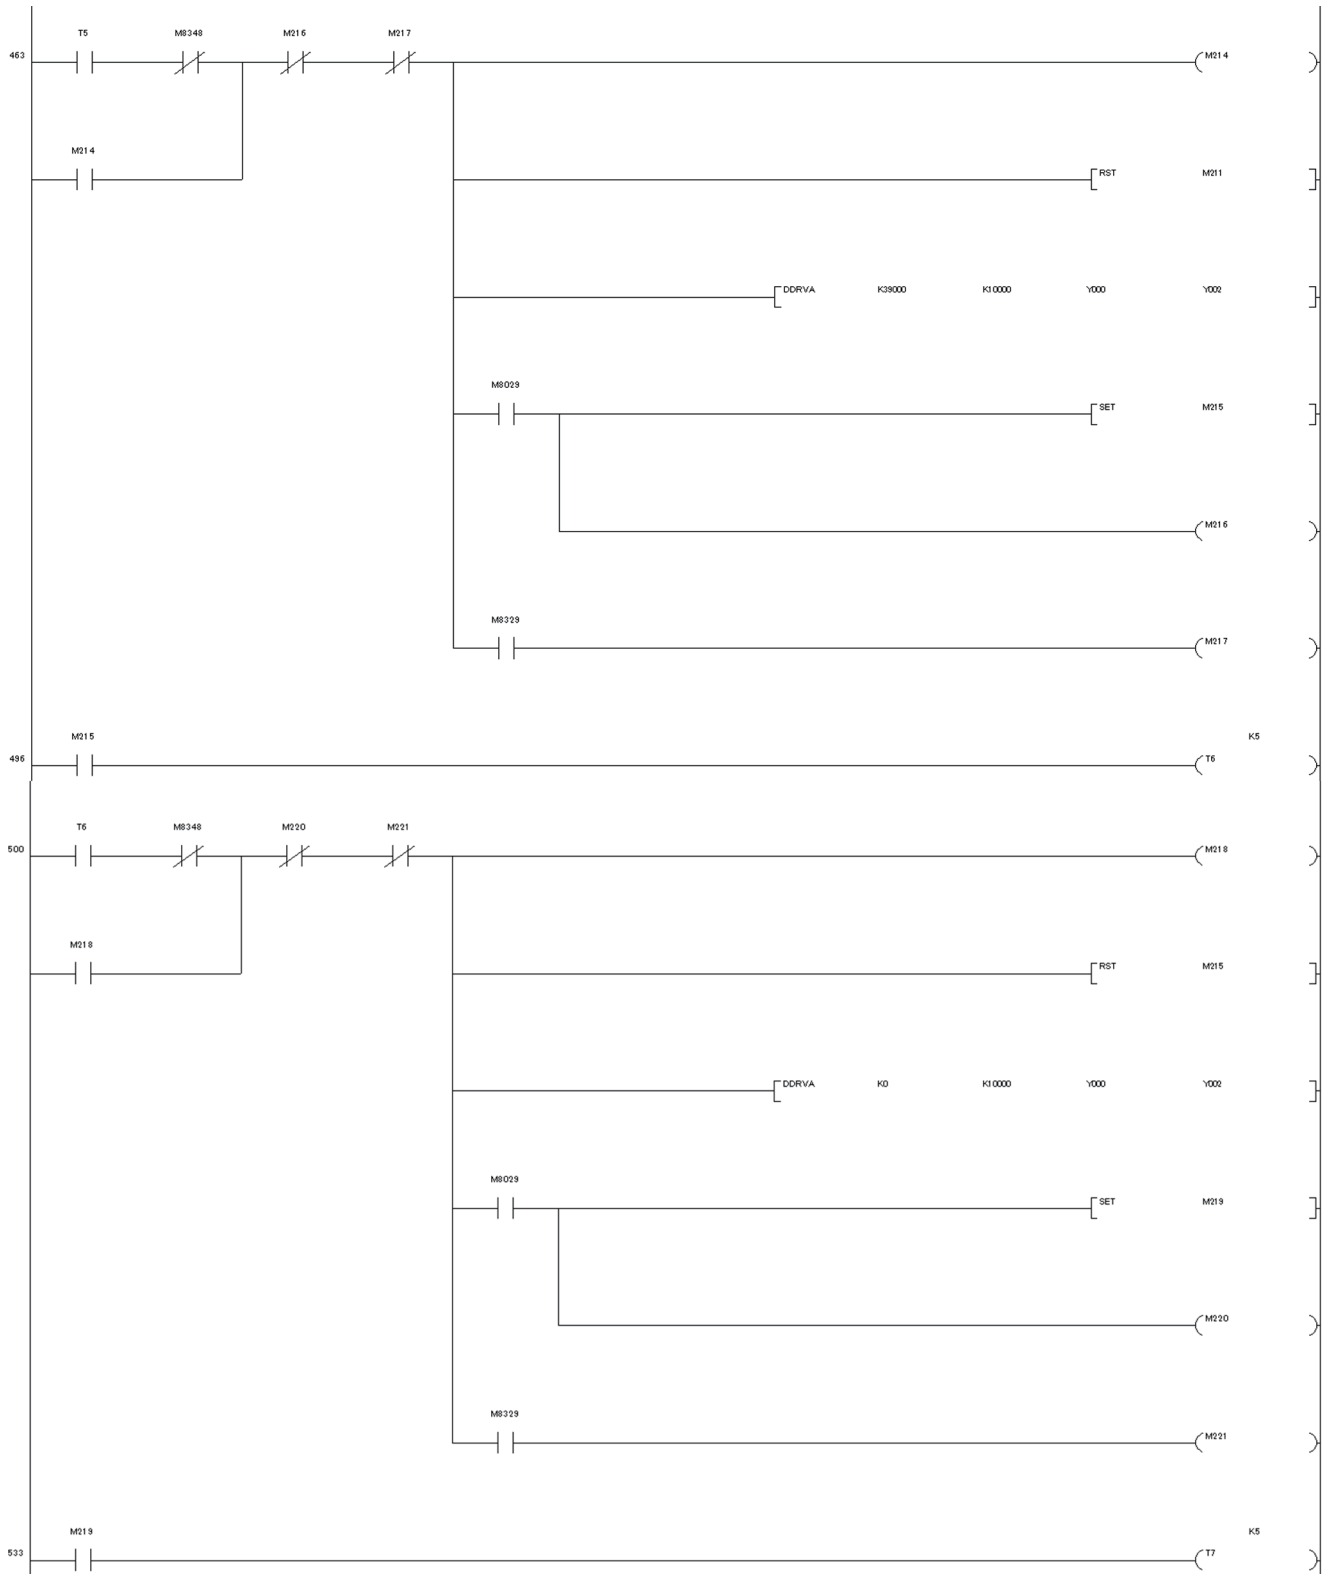 T5 M8348 M216 M217
463 M214
M214
RST M211
DDRVA K39000 K10000 Y000 Y002
M8029
SET M215
M216
M8329
M217
M215 K5
496 T6
T6 M8348 M220 M221
500 M218
M218
RST M215
DDRVA K0 K10000 Y000 Y002
M8029
SET M219
M220
M8329
M221
M219 K5
533 T7